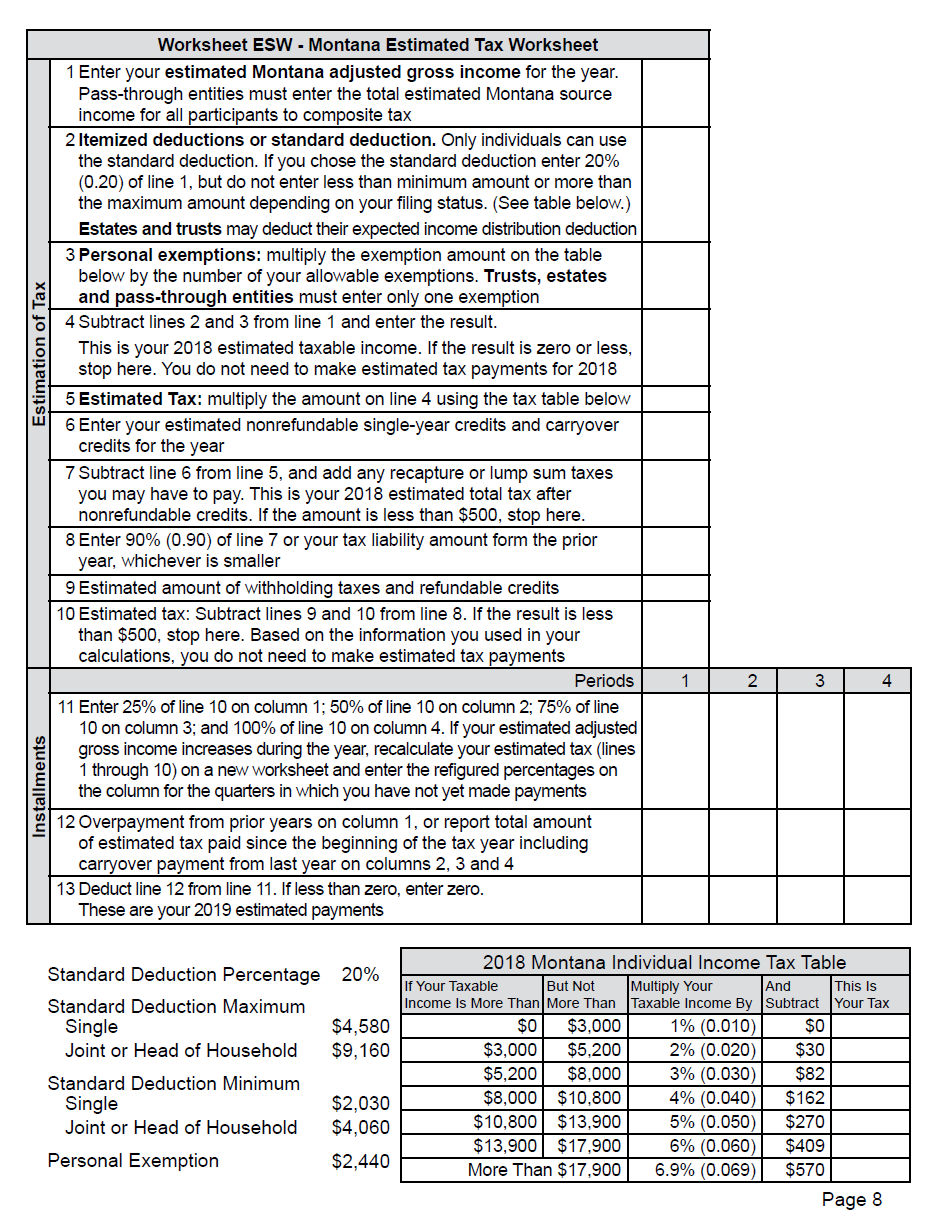 Worksheet ESW - Montana Estimated Tax Worksheet
Estimation of Tax
1 Enter your estimated Montana adjusted gross income for the year.
Pass-through entities must enter the total estimated Montana source
income for all participants to composite tax
2 Itemized deductions or standard deduction. Only individuals can use
the standard deduction. If you chose the standard deduction enter 20%
(0.20) of line 1, but do not enter less than minimum amount or more than
the maximum amount depending on your filing status. (See table below.)
Estates and trusts may deduct their expected income distribution deduction
3 Personal exemptions: multiply the exemption amount on the table
below by the number of your allowable exemptions. Trusts, estates
and pass-through entities must enter only one exemption
4 Subtract lines 2 and 3 from line 1 and enter the result.
This is your 2018 estimated taxable income. If the result is zero or less,
stop here. You do not need to make estimated tax payments for 2018
5 Estimated Tax: multiply the amount on line 4 using the tax table below
6 Enter your estimated nonrefundable single-year credits and carryover
credits for the year
7 Subtract line 6 from line 5, and add any recapture or lump sum taxes
you may have to pay. This is your 2018 estimated total tax after
nonrefundable credits. If the amount is less than $500, stop here.
8 Enter 90% (0.90) of line 7 or your tax liability amount form the prior
year, whichever is smaller
9 Estimated amount of withholding taxes and refundable credits
10 Estimated tax: Subtract lines 9 and 10 from line 8. If the result is less
than $500, stop here. Based on the information you used in your
calculations, you do not need to make estimated tax payments
Installments
Periods 1 2 3 4
11 Enter 25% of line 10 on column 1; 50% of line 10 on column 2; 75% of line
10 on column 3; and 100% of line 10 on column 4. If your estimated adjusted
gross income increases during the year, recalculate your estimated tax (lines
1 through 10) on a new worksheet and enter the refigured percentages on
the column for the quarters in which you have not yet made payments
12 Overpayment from prior years on column 1, or report total amount
of estimated tax paid since the beginning of the tax year including
carryover payment from last year on columns 2, 3 and 4
13 Deduct line 12 from line 11. If less than zero, enter zero.
These are your 2019 estimated payments
Standard Deduction Percentage 20%
Standard Deduction Maximum
Single $4,580
Joint or Head of Household $9,160
Standard Deduction Minimum
Single $2,030
Joint or Head of Household $4,060
Personal Exemption $2,440
2018 Montana Individual Income Tax Table
If Your Taxable But Not Multiply Your And This Is
Income Is More Than More Than Taxable Income By Subtract Your Tax
$0 $3,000 1% (0.010) $0
$3,000 $5,200 2% (0.020) $30
$5,200 $8,000 3% (0.030) $82
$8,000 $10,800 4% (0.040) $162
$10,800 $13,900 5% (0.050) $270
$13,900 $17,900 6% (0.060) $409
More Than $17,900 6.9% (0.069) $570
Page 8